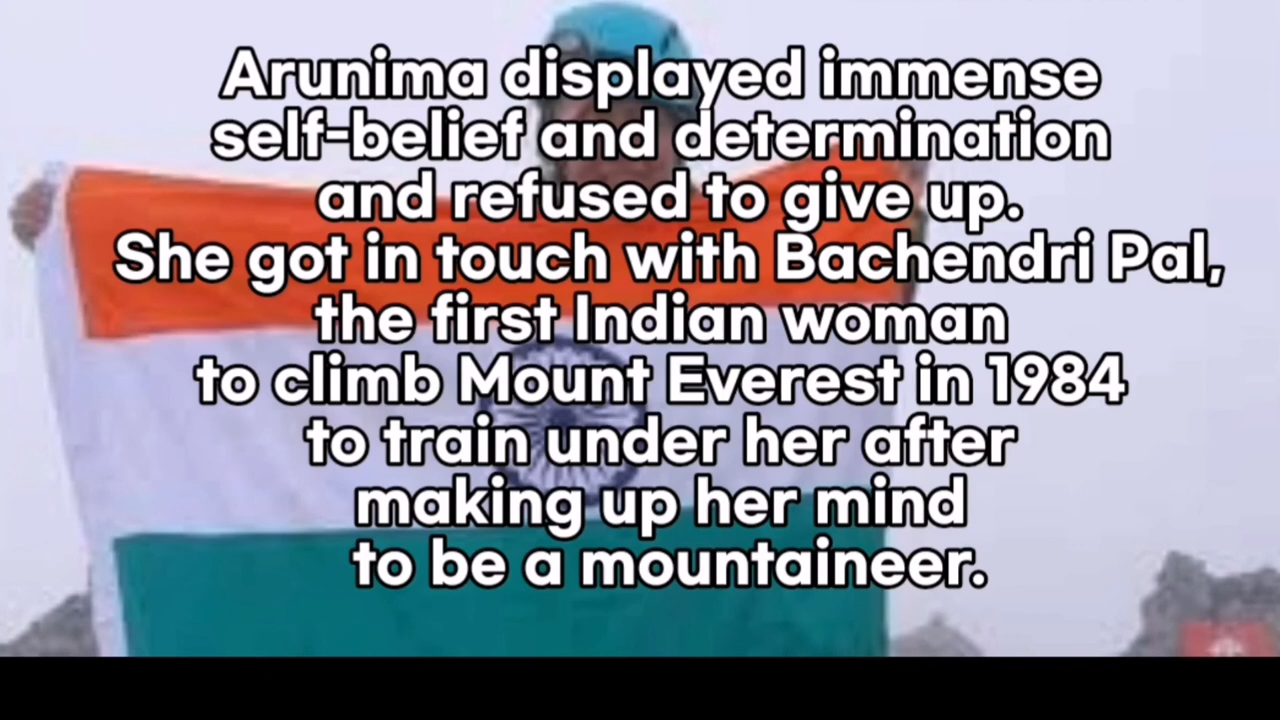 Arunima displayed immense
self-belief and determination
and refused to give up.
She got in touch with Bachendri Pal,
the first Indian woman
to climb Mount Everest in 1984
to train under her after
making up her mind
to be a mountaineer.